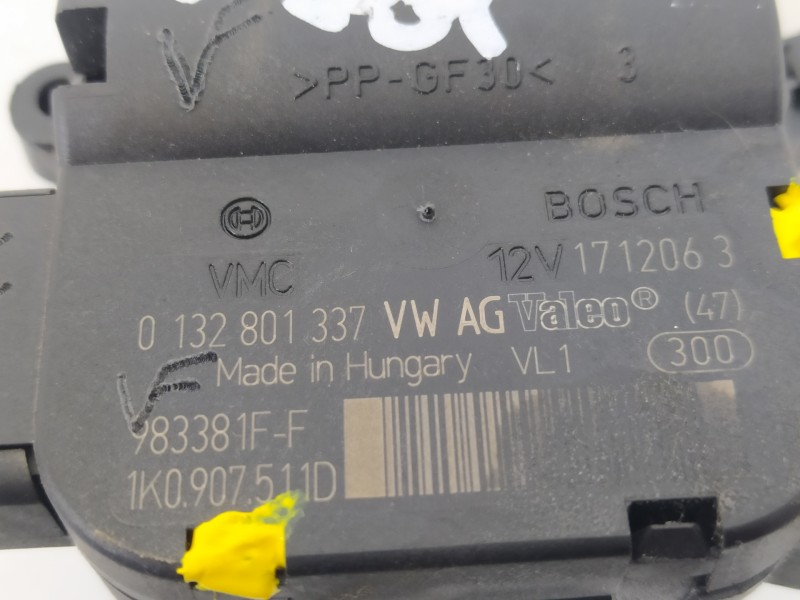 >PP-GF30< 3
BOSCH
VMC 12V 171206 3
0 132 801 337 VW AG Valeo® (47)
Made in Hungary VL1 300
983381F-F
1K0.907.511D